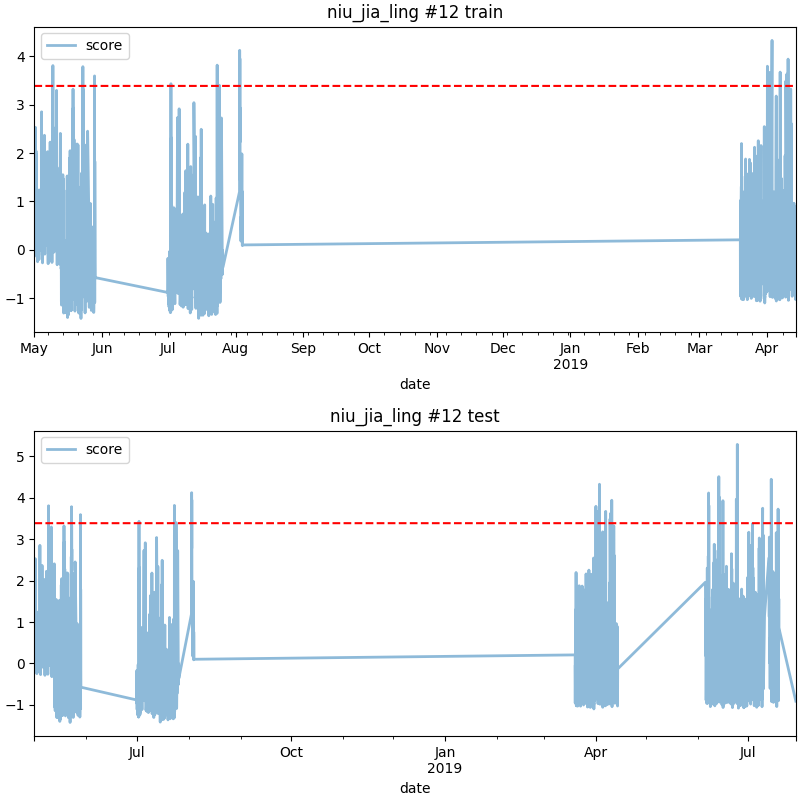 niu_jia_ling #12 train
score
4
3
2
1
0
−1
May Jun Jul Aug Sep Oct Nov Dec Jan Feb Mar Apr
2019
date
niu_jia_ling #12 test
score
5
4
3
2
1
0
−1
Jul Oct Jan Apr Jul
2019
date